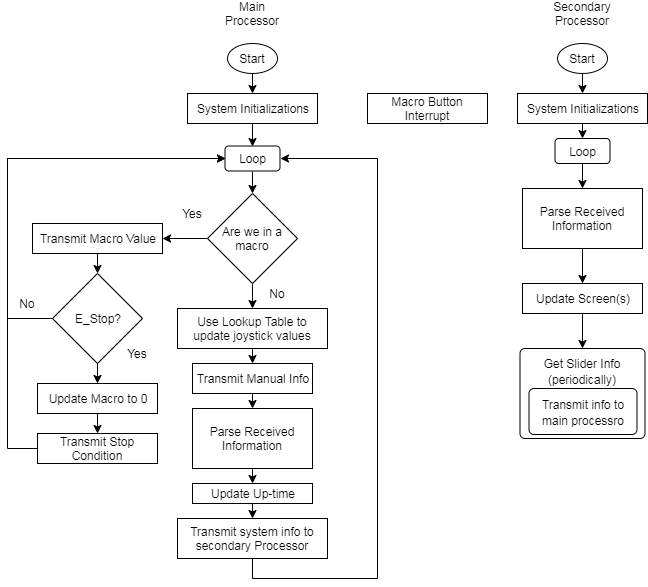 Main
Processor
Start
System Initializations
Loop
Are we in a
macro
Yes
No
Transmit Macro Value
E_Stop?
No
Yes
Update Macro to 0
Transmit Stop
Condition
Use Lookup Table to
update joystick values
Transmit Manual Info
Parse Received
Information
Update Up-time
Transmit system info to
secondary Processor
Macro Button
Interrupt
Secondary
Processor
Start
System Initializations
Loop
Parse Received
Information
Update Screen(s)
Get Slider Info
(periodically)
Transmit info to
main processro